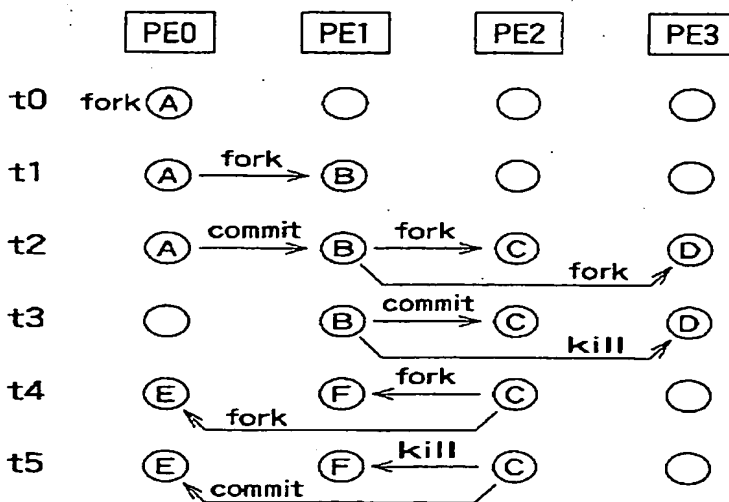 PE0 PE1 PE2 PE3
t0 fork A
t1 A fork B
t2 A commit B fork C D
fork
t3 B commit C D
kill
t4 E F fork C
fork
t5 E F kill C
commit